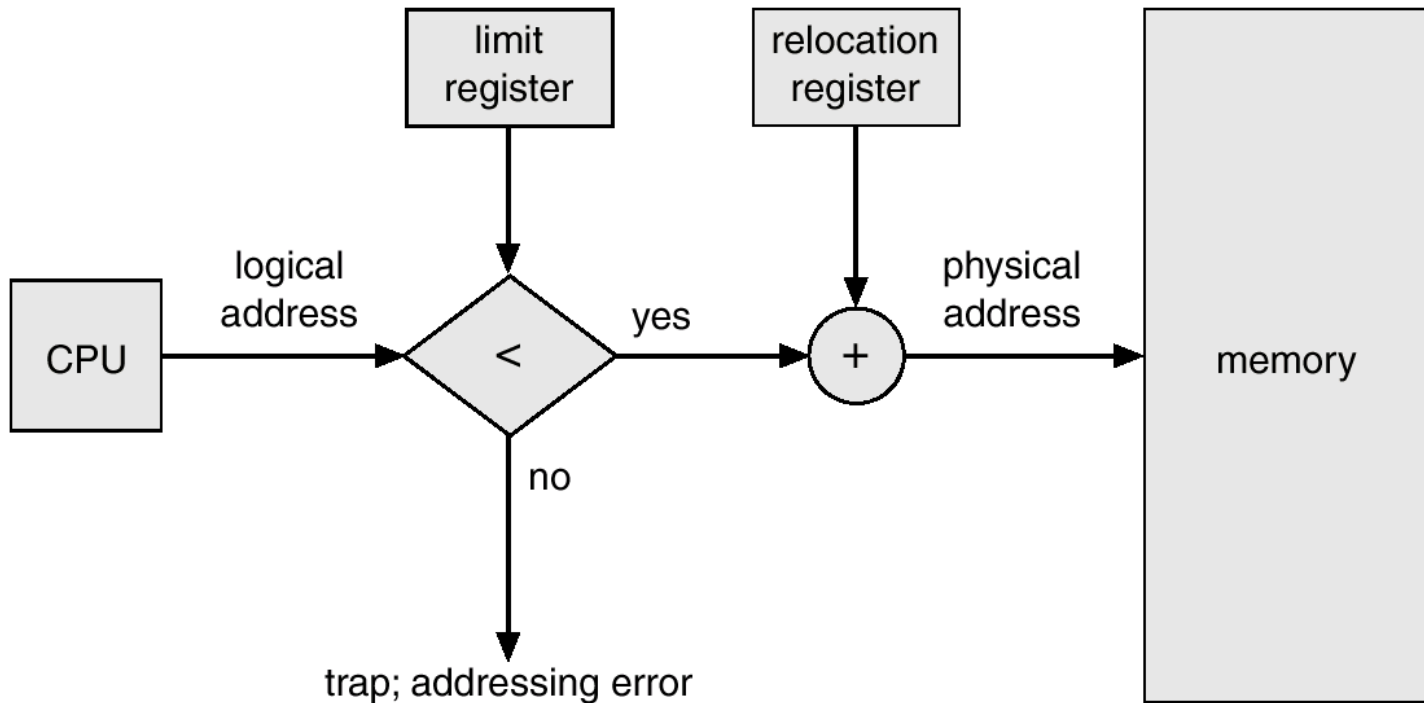 limit
register
relocation
register
logical
address
physical
address
CPU
<
yes
+
memory
no
trap; addressing error